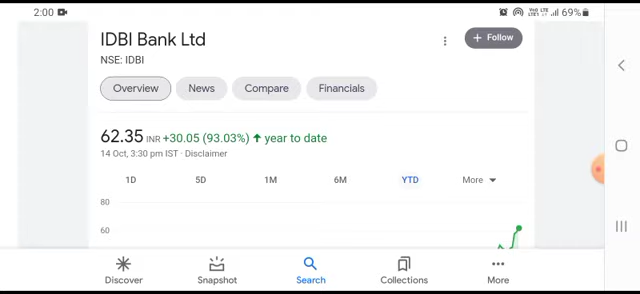 2:00 69%
IDBI Bank Ltd
+ Follow
NSE: IDBI
Overview News Compare Financials
62.35 INR +30.05 (93.03%) ↑ year to date
14 Oct, 3:30 pm IST · Disclaimer
1D 5D 1M 6M YTD More
80
60
Discover Snapshot Search Collections More